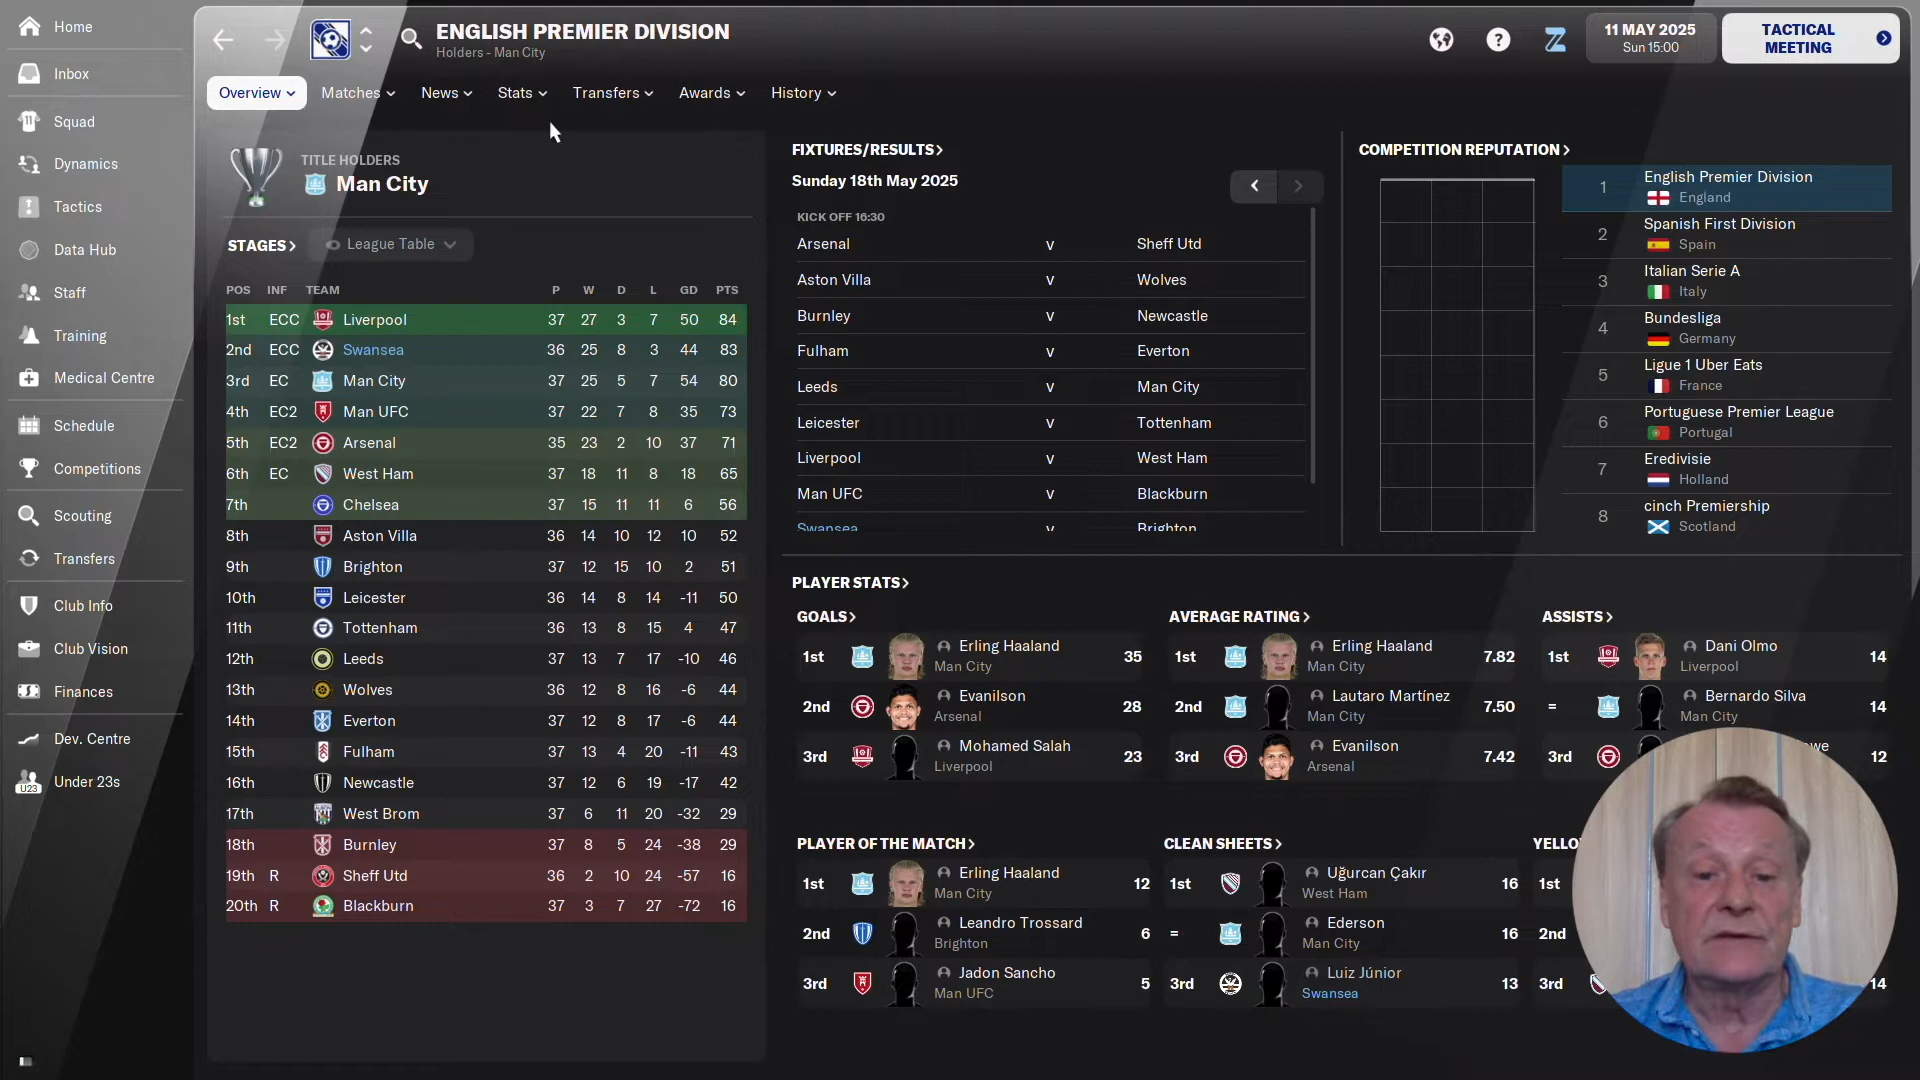 Home
Inbox
Squad
Dynamics
Tactics
Data Hub
Staff
Training
Medical Centre
Schedule
Competitions
Scouting
Transfers
Club Info
Club Vision
Finances
Dev. Centre
U23 Under 23s
ENGLISH PREMIER DIVISION
Holders - Man City
11 MAY 2025
Sun 15:00
TACTICAL
MEETING
Overview Matches News Stats Transfers Awards History
TITLE HOLDERS
Man City
STAGES> League Table
POS INF TEAM P W D L GD PTS
1st ECC Liverpool 37 27 3 7 50 84
2nd ECC Swansea 36 25 8 3 44 83
3rd EC Man City 37 25 5 7 54 80
4th EC2 Man UFC 37 22 7 8 35 73
5th EC2 Arsenal 35 23 2 10 37 71
6th EC West Ham 37 18 11 8 18 65
7th Chelsea 37 15 11 11 6 56
8th Aston Villa 36 14 10 12 10 52
9th Brighton 37 12 15 10 2 51
10th Leicester 36 14 8 14 -11 50
11th Tottenham 36 13 8 15 4 47
12th Leeds 37 13 7 17 -10 46
13th Wolves 36 12 8 16 -6 44
14th Everton 37 12 8 17 -6 44
15th Fulham 37 13 4 20 -11 43
16th Newcastle 37 12 6 19 -17 42
17th West Brom 37 6 11 20 -32 29
18th Burnley 37 8 5 24 -38 29
19th R Sheff Utd 36 2 10 24 -57 16
20th R Blackburn 37 3 7 27 -72 16
FIXTURES/RESULTS>
Sunday 18th May 2025
KICK OFF 16:30
Arsenal v Sheff Utd
Aston Villa v Wolves
Burnley v Newcastle
Fulham v Everton
Leeds v Man City
Leicester v Tottenham
Liverpool v West Ham
Man UFC v Blackburn
Swansea v Brighton
COMPETITION REPUTATION>
1 English Premier Division
England
2 Spanish First Division
Spain
3 Italian Serie A
Italy
4 Bundesliga
Germany
5 Ligue 1 Uber Eats
France
6 Portuguese Premier League
Portugal
7 Eredivisie
Holland
8 cinch Premiership
Scotland
PLAYER STATS>
GOALS>
1st Erling Haaland 35
Man City
2nd Evanilson 28
Arsenal
3rd Mohamed Salah 23
Liverpool
AVERAGE RATING>
1st Erling Haaland 7.82
Man City
2nd Lautaro Martínez 7.50
Man City
3rd Evanilson 7.42
Arsenal
ASSISTS>
1st Dani Olmo 14
Liverpool
= Bernardo Silva 14
Man City
3rd 12
PLAYER OF THE MATCH>
1st Erling Haaland 12
Man City
2nd Leandro Trossard 6
Brighton
3rd Jadon Sancho 5
Man UFC
CLEAN SHEETS>
1st Uğurcan Çakır 16
West Ham
= Ederson 16
Man City
3rd Luiz Júnior 13
Swansea
1st
2nd
3rd 14